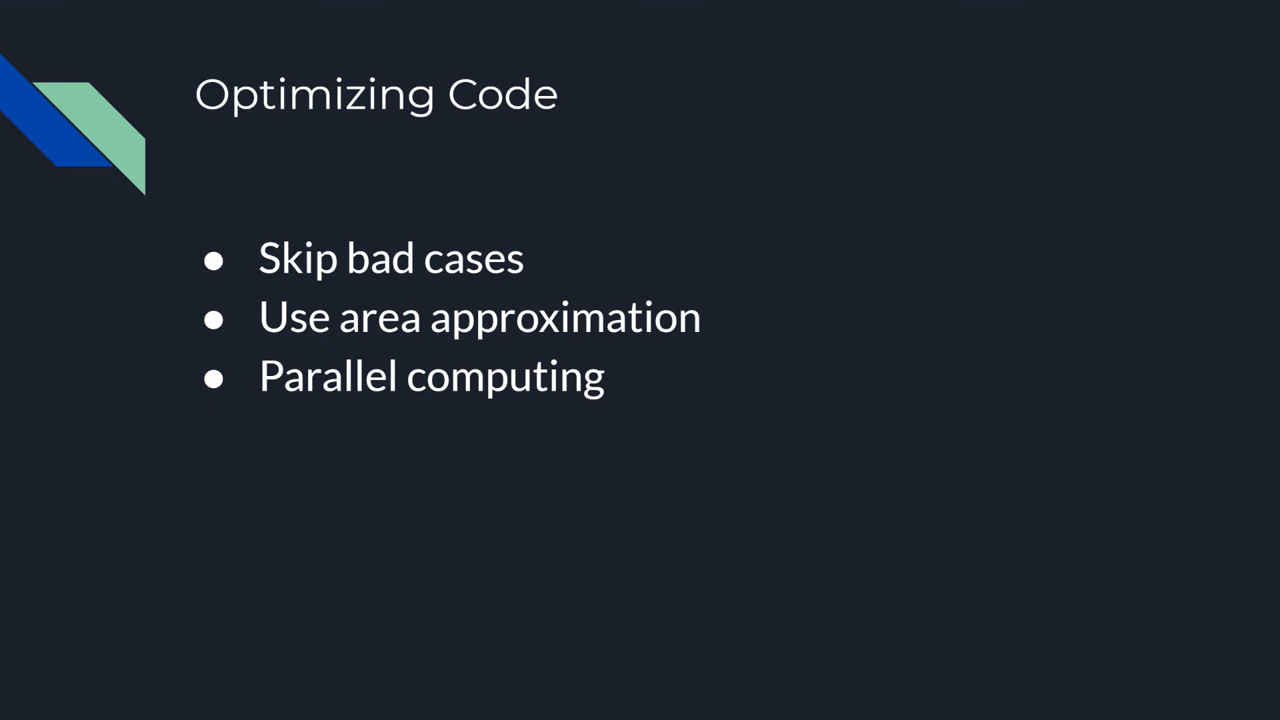 Optimizing Code
● Skip bad cases
● Use area approximation
● Parallel computing